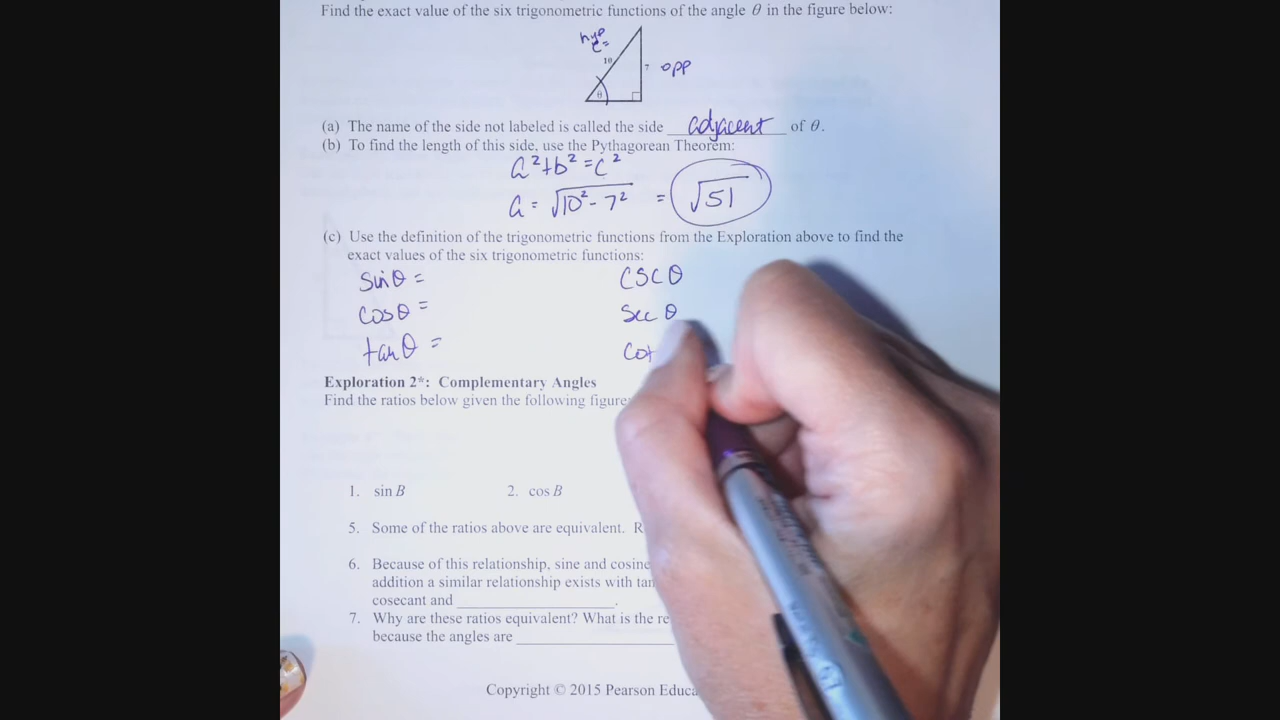 Find the exact value of the six trigonometric functions of the angle θ in the figure below:
hyp
c=
10
7 opp
θ
(a) The name of the side not labeled is called the side adjacent of θ.
(b) To find the length of this side, use the Pythagorean Theorem:
a²+b²=c²
a = √10²-7² = √51
(c) Use the definition of the trigonometric functions from the Exploration above to find the
exact values of the six trigonometric functions:
sinθ = cscθ
cosθ = sec θ
tanθ = cot
Exploration 2*: Complementary Angles
Find the ratios below given the following figure
1. sin B 2. cos B
5. Some of the ratios above are equivalent. R
6. Because of this relationship, sine and cosine
addition a similar relationship exists with tan
cosecant and ____________.
7. Why are these ratios equivalent? What is the re
because the angles are ____________
Copyright © 2015 Pearson Educa